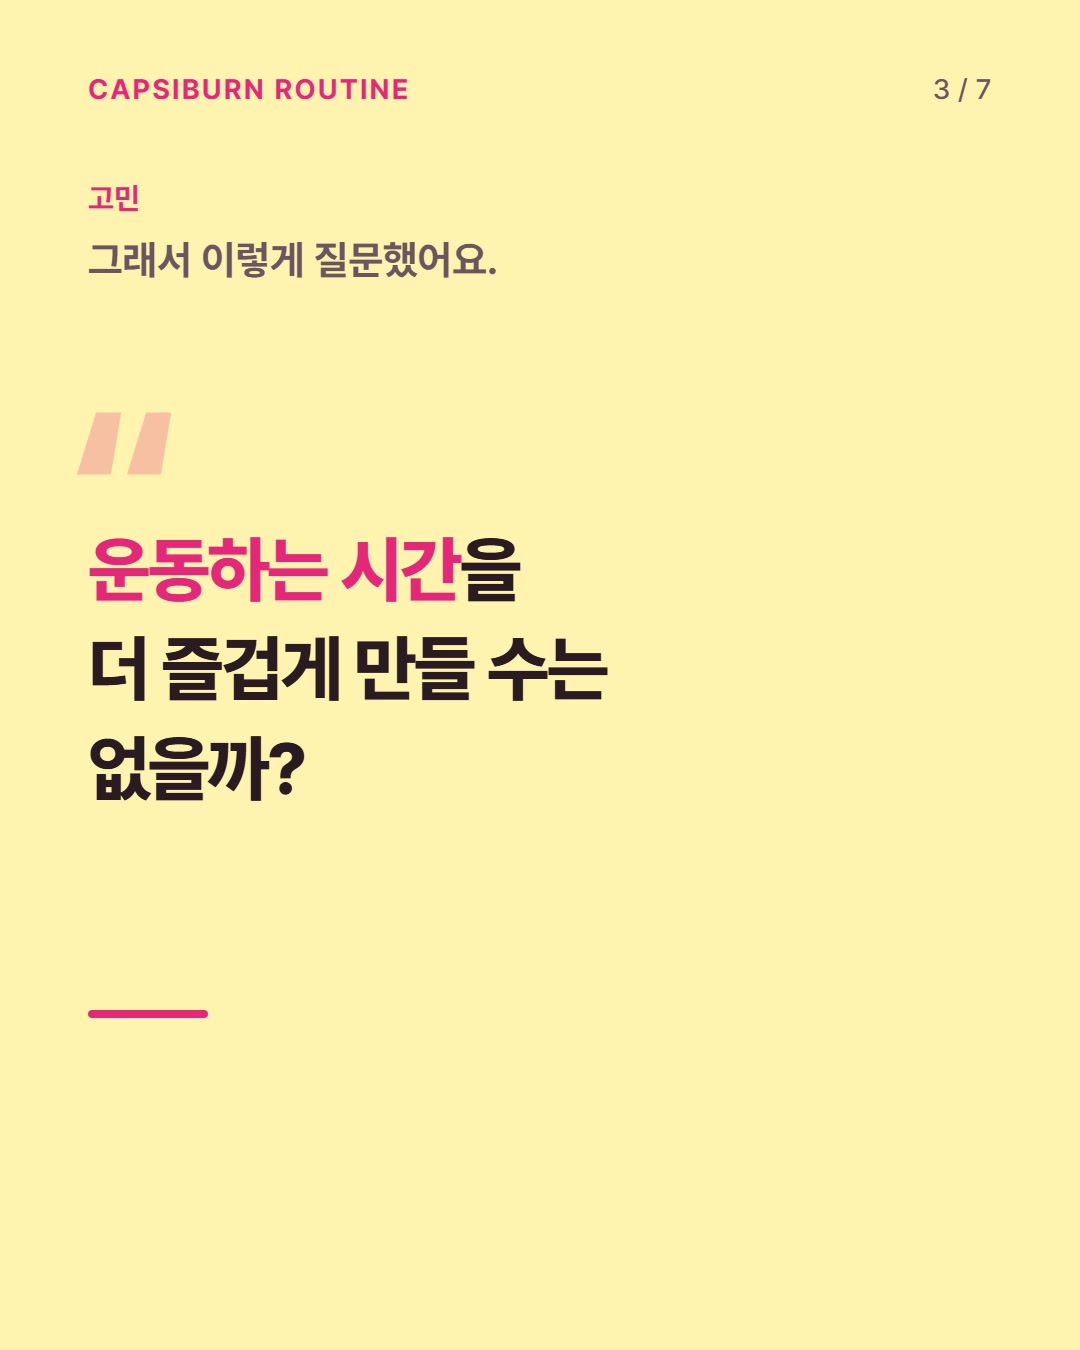 CAPSIBURN ROUTINE
3 / 7
고민
그래서 이렇게 질문했어요.
"
운동하는 시간을
더 즐겁게 만들 수는
없을까?